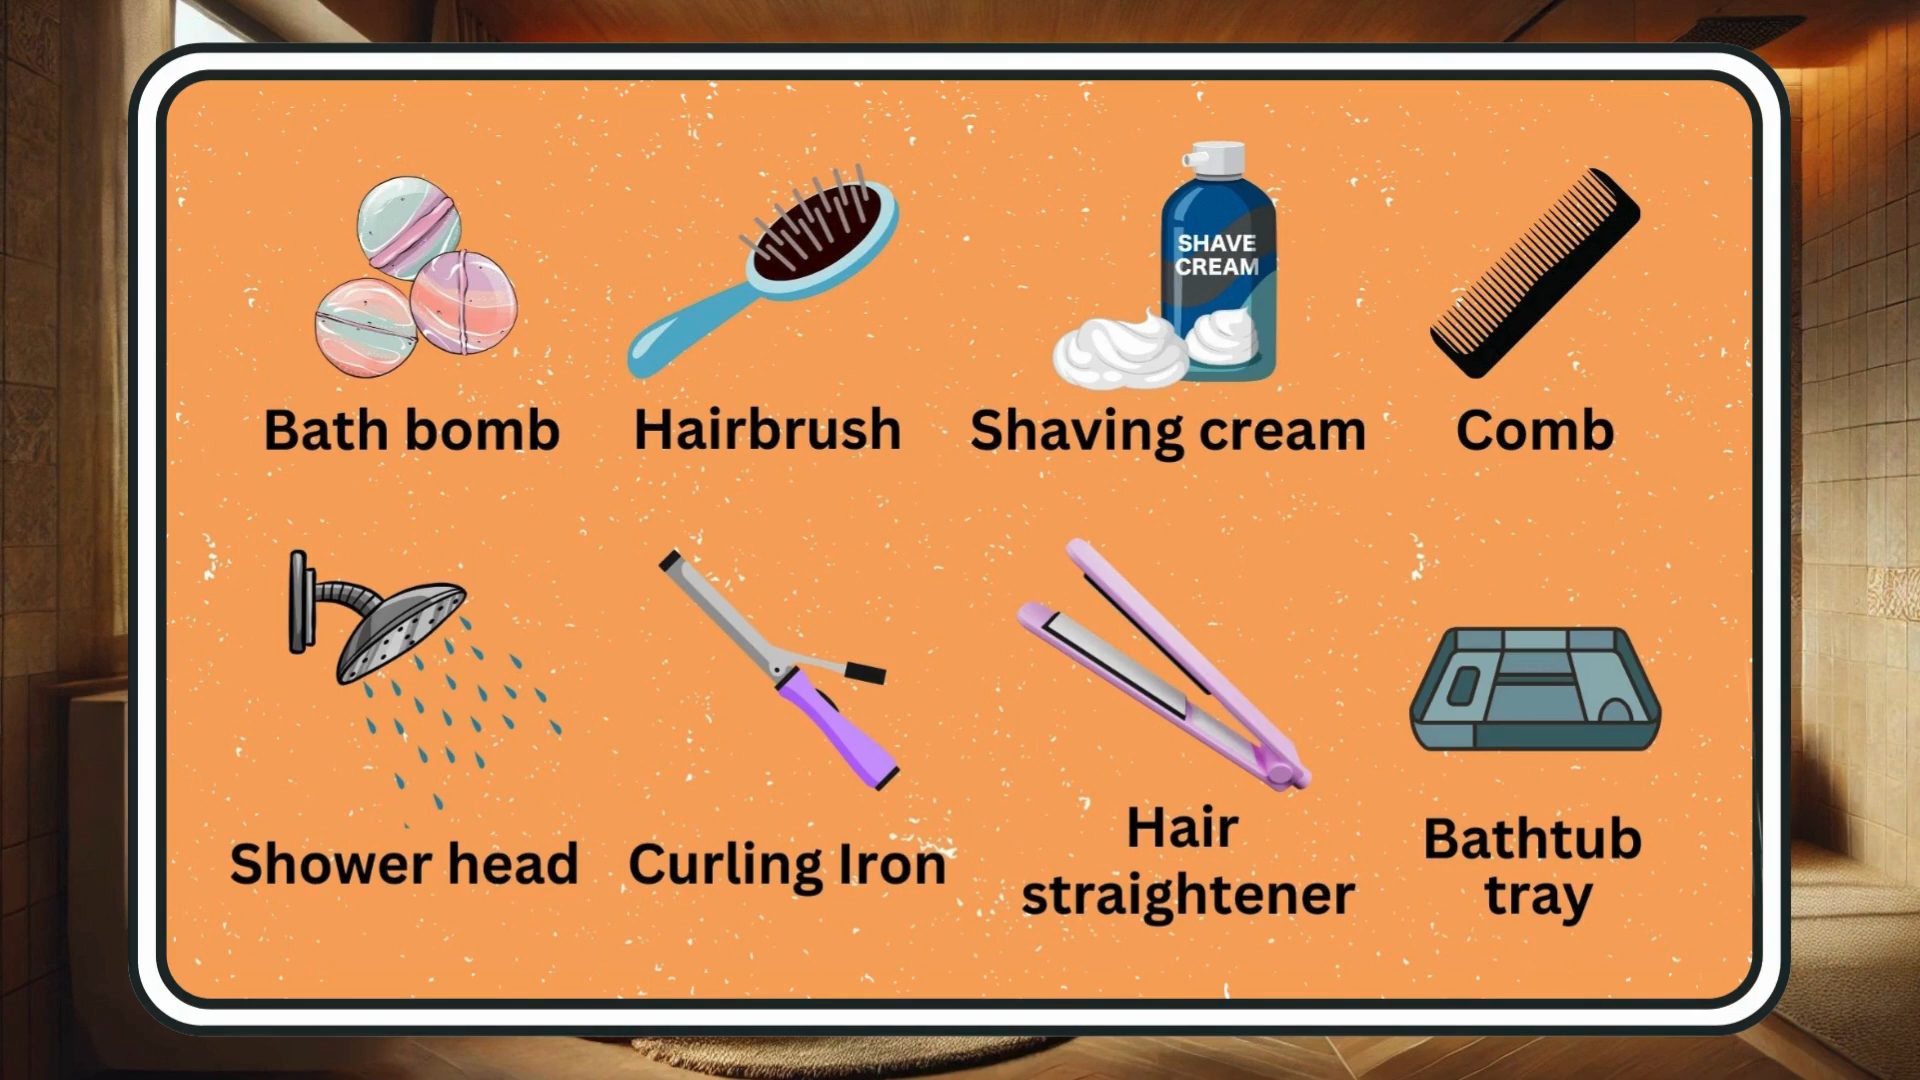 SHAVE
CREAM
Bath bomb
Hairbrush
Shaving cream
Comb
Shower head
Curling Iron
Hair
straightener
Bathtub
tray